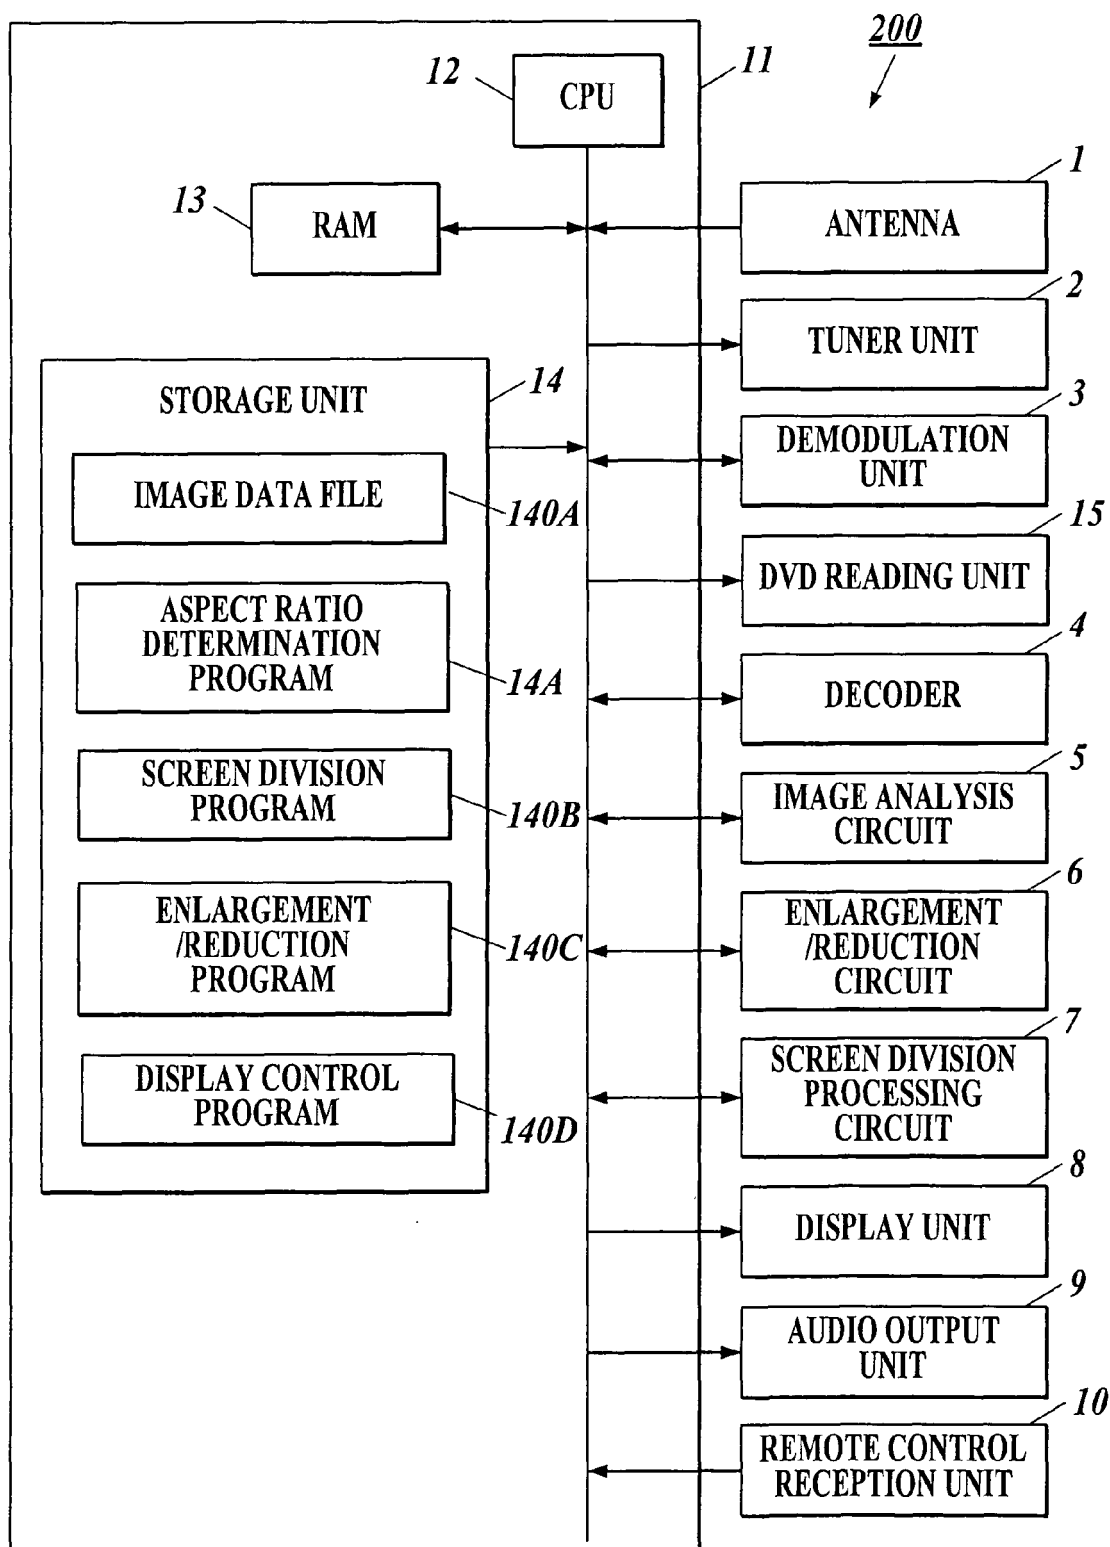 200
12
CPU
11
13
RAM
1
ANTENNA
2
TUNER UNIT
14
STORAGE UNIT
3
DEMODULATION
UNIT
IMAGE DATA FILE
140A
15
DVD READING UNIT
ASPECT RATIO
DETERMINATION
PROGRAM
14A
4
DECODER
SCREEN DIVISION
PROGRAM
140B
5
IMAGE ANALYSIS
CIRCUIT
ENLARGEMENT
/REDUCTION
PROGRAM
140C
6
ENLARGEMENT
/REDUCTION
CIRCUIT
7
SCREEN DIVISION
PROCESSING
CIRCUIT
DISPLAY CONTROL
PROGRAM
140D
8
DISPLAY UNIT
9
AUDIO OUTPUT
UNIT
10
REMOTE CONTROL
RECEPTION UNIT